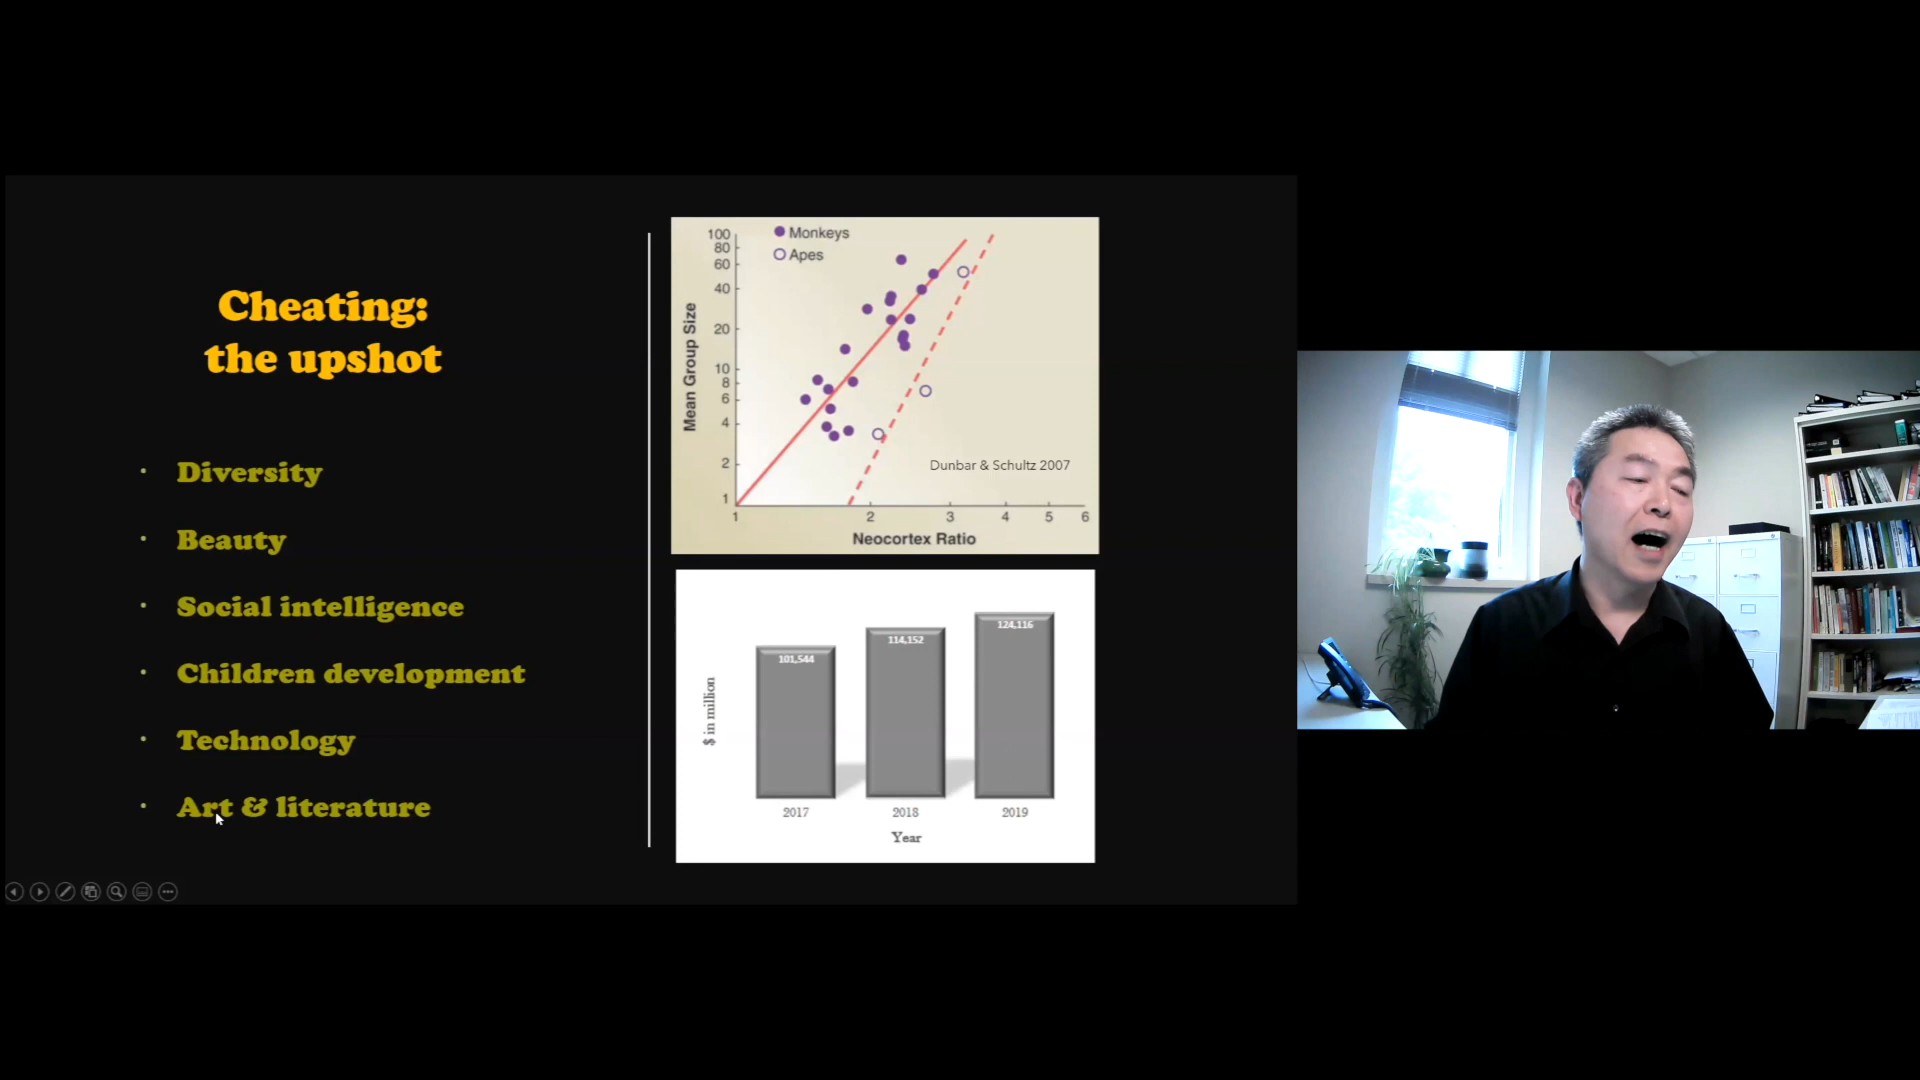 Cheating:
the upshot
· Diversity
· Beauty
· Social intelligence
· Children development
· Technology
· Art & literature
Monkeys
Apes
100
80
60
40
20
10
8
6
4
2
1
Mean Group Size
Dunbar & Schultz 2007
1 2 3 4 5 6
Neocortex Ratio
101,544
114,152
124,116
$ in million
2017 2018 2019
Year